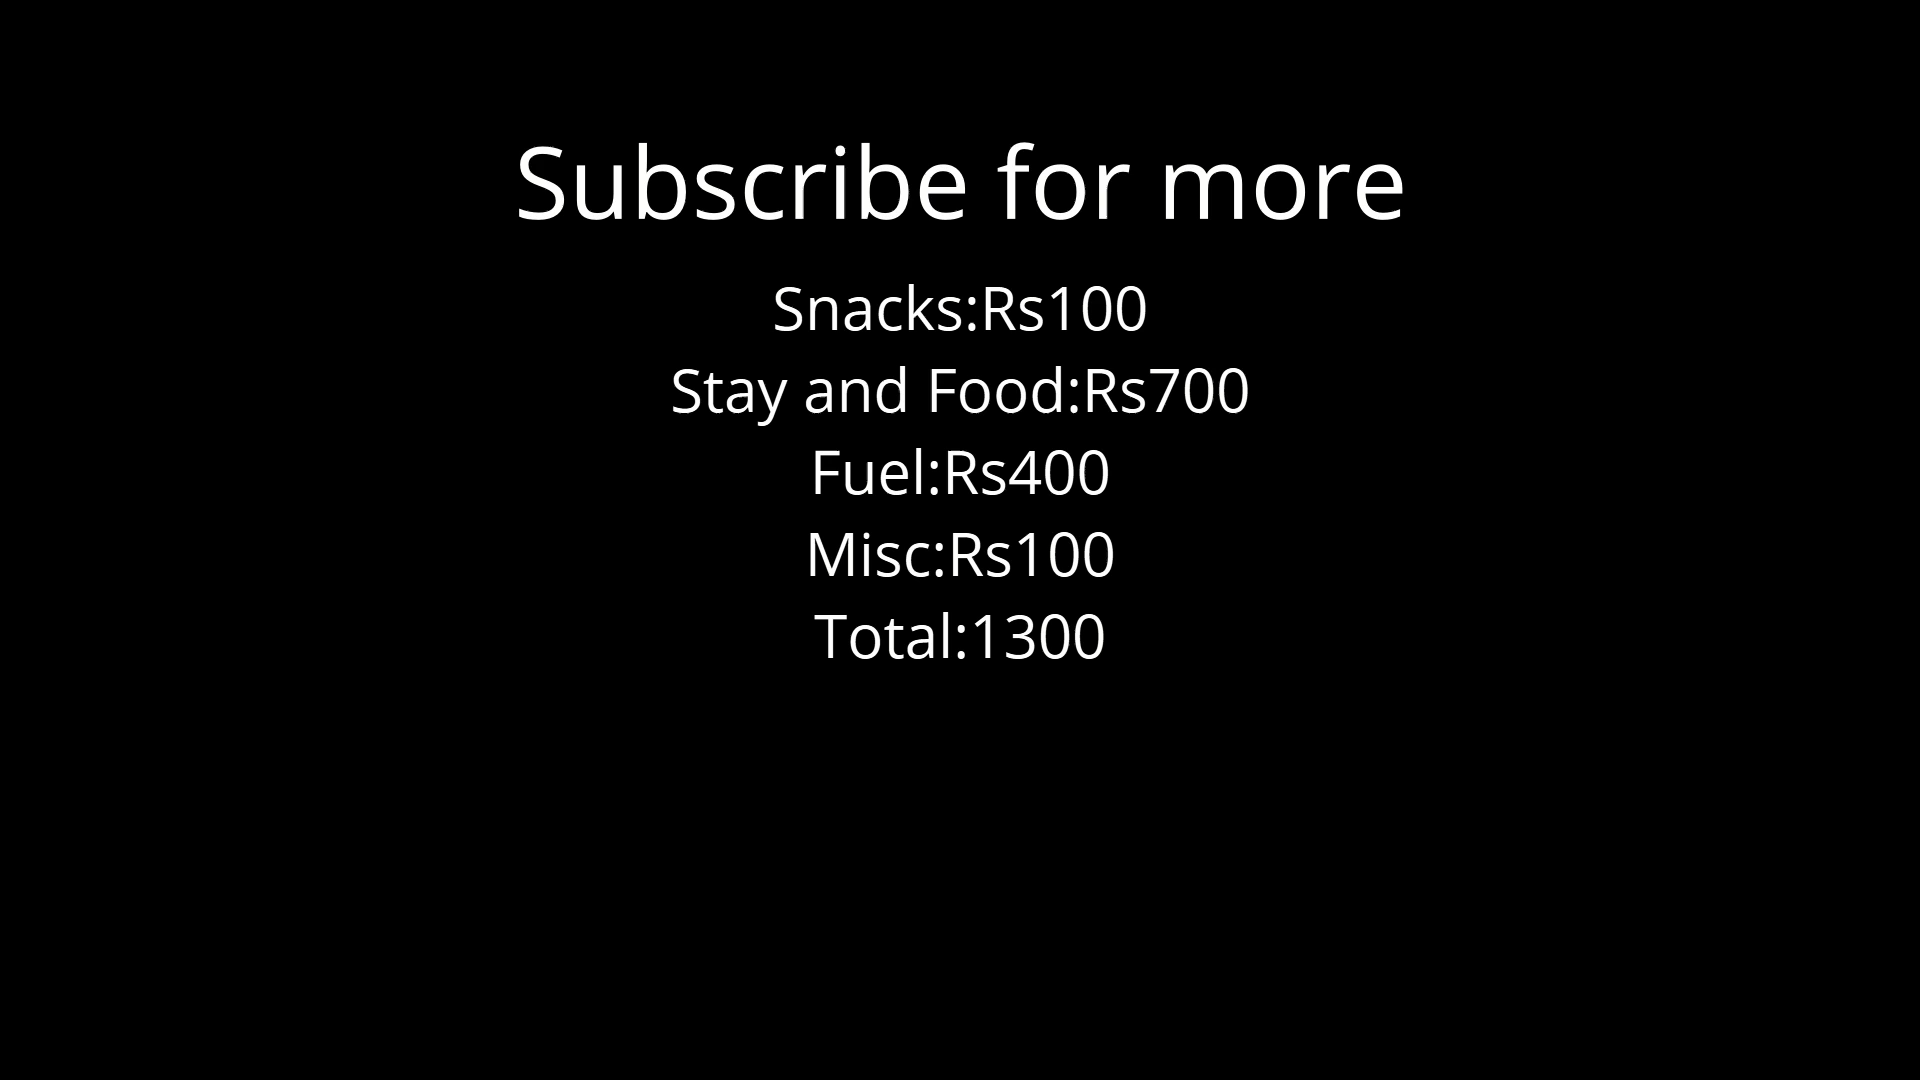 Subscribe for more
Snacks:Rs100
Stay and Food:Rs700
Fuel:Rs400
Misc:Rs100
Total:1300